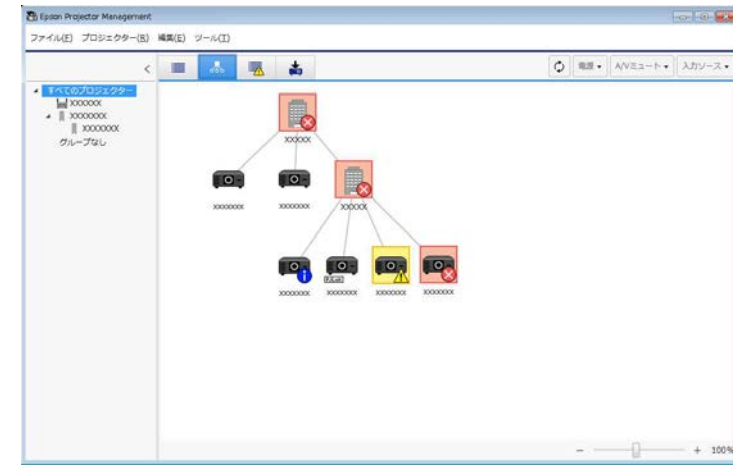 Epson Projector Management
ファイル(F) プロジェクター(R) 編集(E) ツール(T)
電源 A/Vミュート 入力ソース
すべてのプロジェクター
XXXXXX
XXXXXXX
XXXXXXX
グループなし
XXXXX
XXXXXXX XXXXXXX XXXXX
PJLink
XXXXXXX XXXXXXX XXXXXXX XXXXXXX
100%